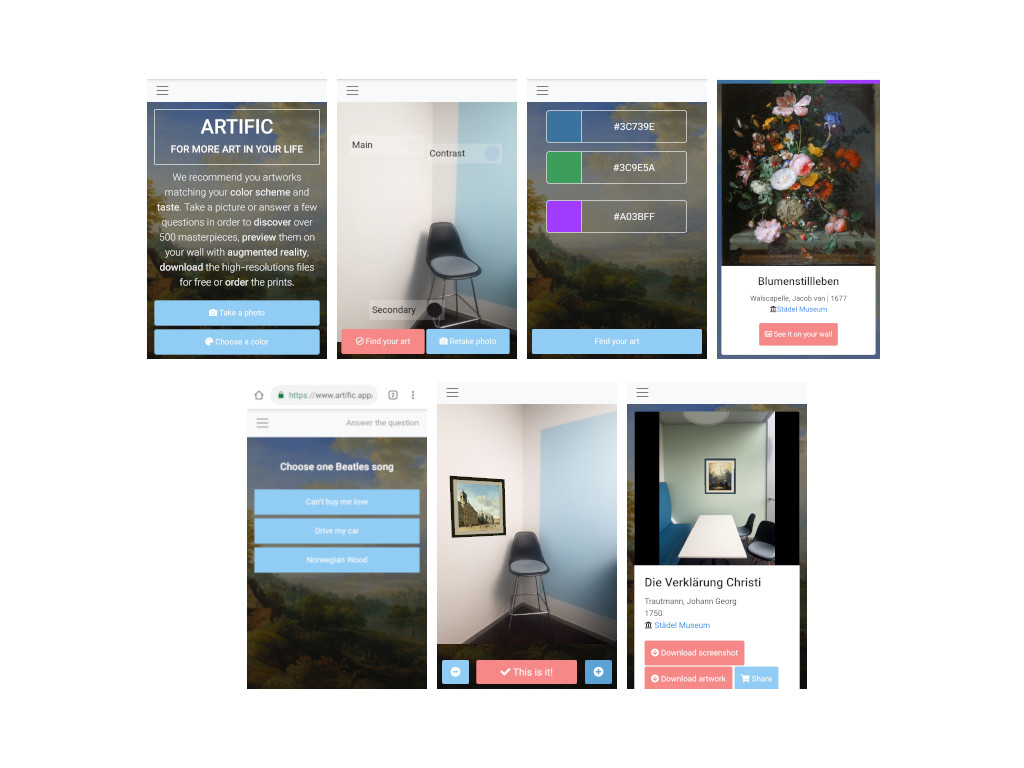 ARTIFIC
FOR MORE ART IN YOUR LIFE
We recommend you artworks
matching your color scheme and
taste. Take a picture or answer a few
questions in order to discover over
500 masterpieces, preview them on
your wall with augmented reality,
download the high-resolutions files
for free or order the prints.
Take a photo
Choose a color
Main
Contrast
Secondary
Find your art
Retake photo
#3C739E
#3C9E5A
#A03BFF
Find your art
Blumenstillleben
Walscapelle, Jacob van | 1677
Städel Museum
See it on your wall
https://www.artific.app
2
Answer the question
Choose one Beatles song
Can't buy me love
Drive my car
Norwegian Wood
This is it!
Die Verklärung Christi
Trautmann, Johann Georg
1750
Städel Museum
Download screenshot
Download artwork
Share